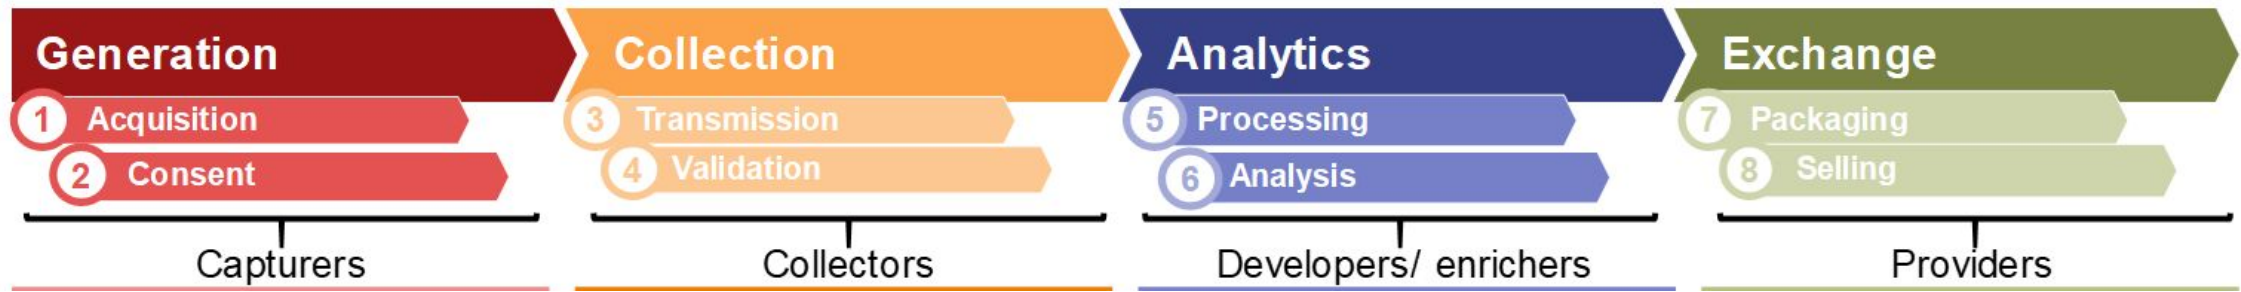 Generation
1 Acquisition
2 Consent
Capturers
Collection
3 Transmission
4 Validation
Collectors
Analytics
5 Processing
6 Analysis
Developers/ enrichers
Exchange
7 Packaging
8 Selling
Providers